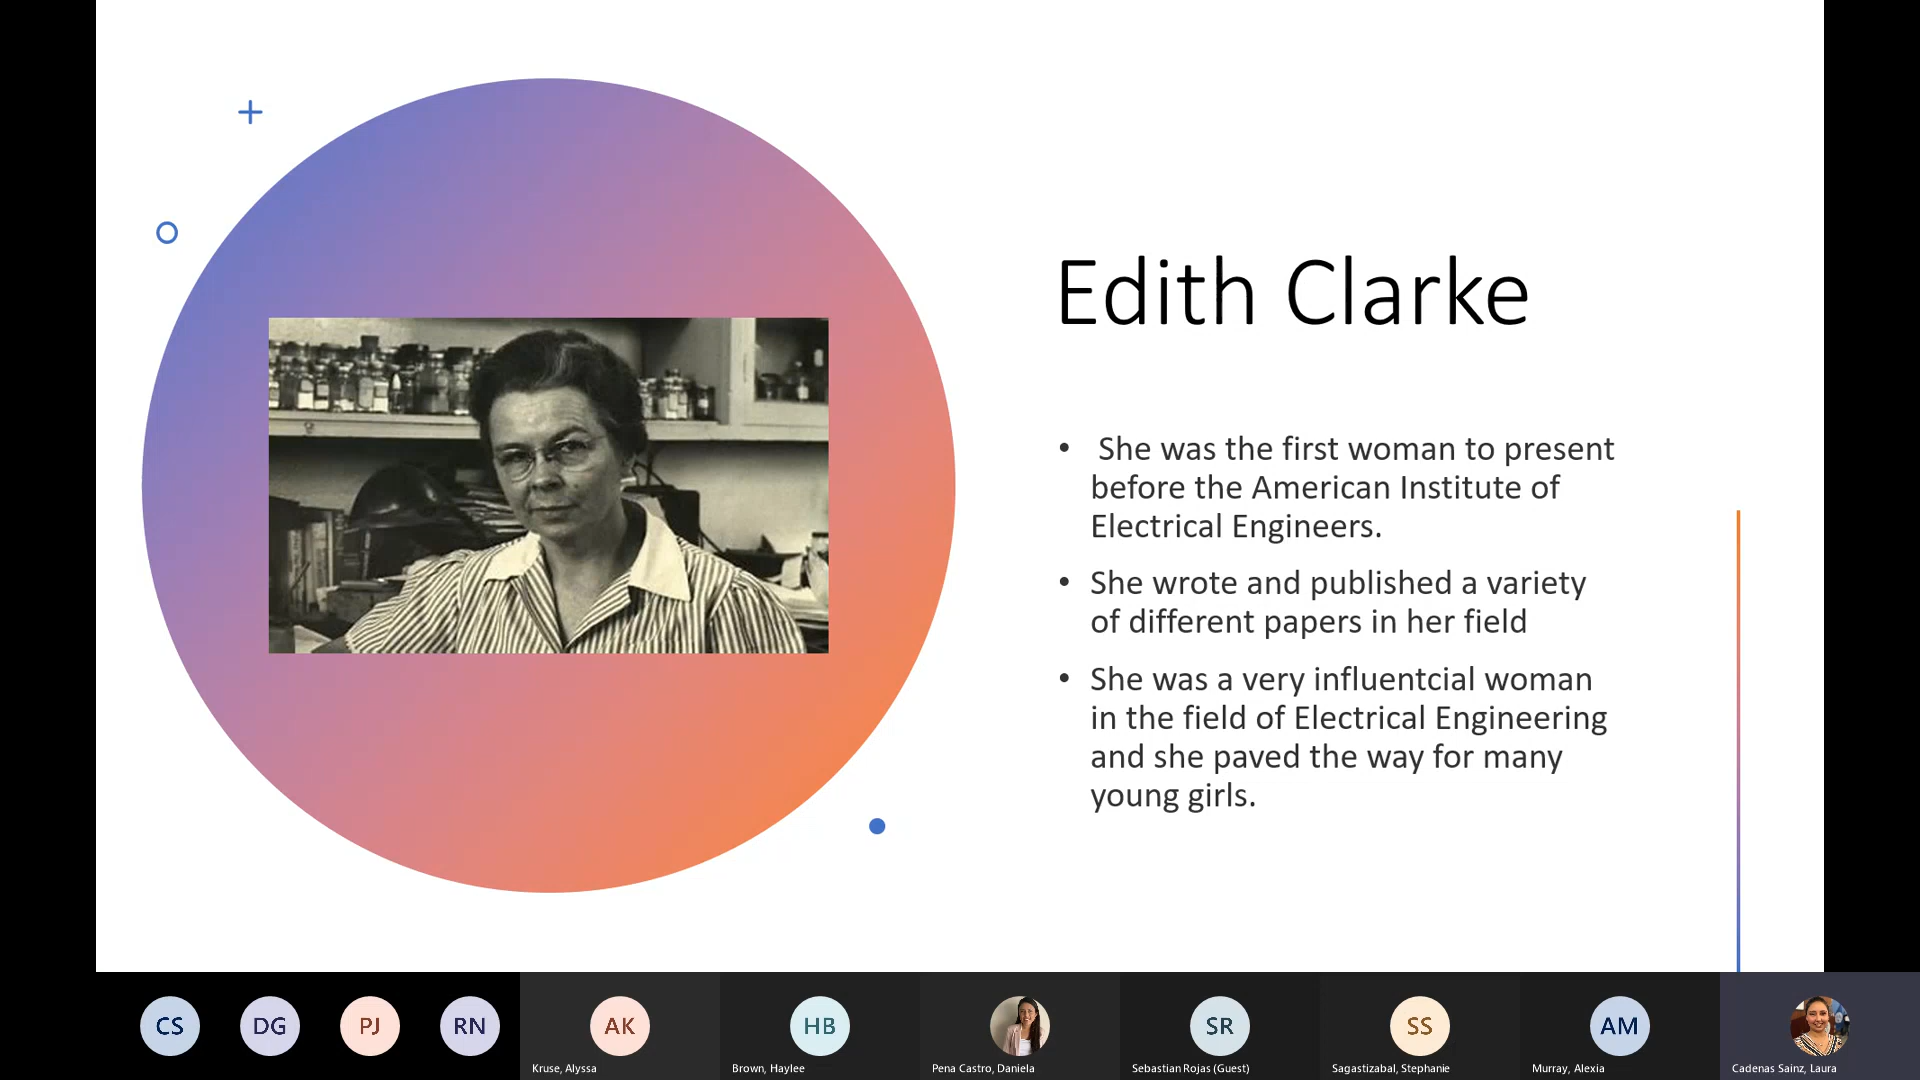 Edith Clarke
• She was the first woman to present
before the American Institute of
Electrical Engineers.
• She wrote and published a variety
of different papers in her field
• She was a very influentcial woman
in the field of Electrical Engineering
and she paved the way for many
young girls.
CS
DG
PJ
RN
AK
HB
SR
SS
AM
Kruse, Alyssa
Brown, Haylee
Pena Castro, Daniela
Sebastian Rojas (Guest)
Sagastizabal, Stephanie
Murray, Alexia
Cadenas Sainz, Laura